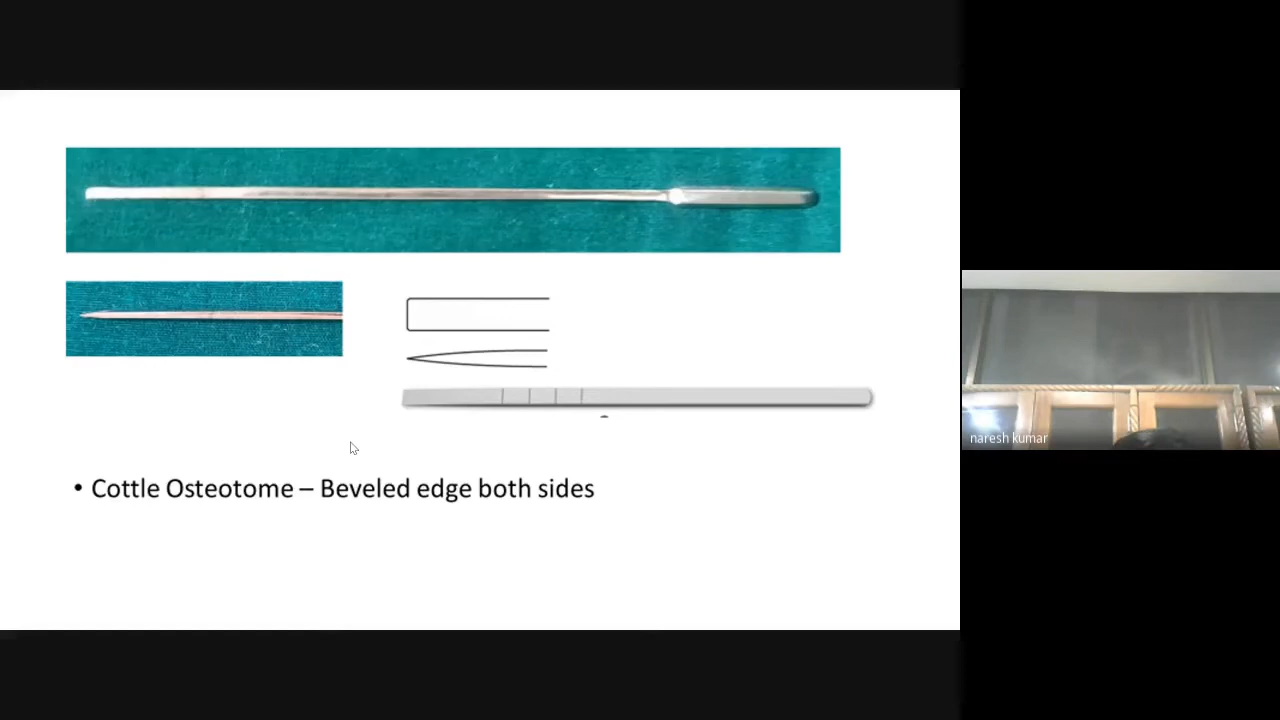 • Cottle Osteotome – Beveled edge both sides
naresh kumar